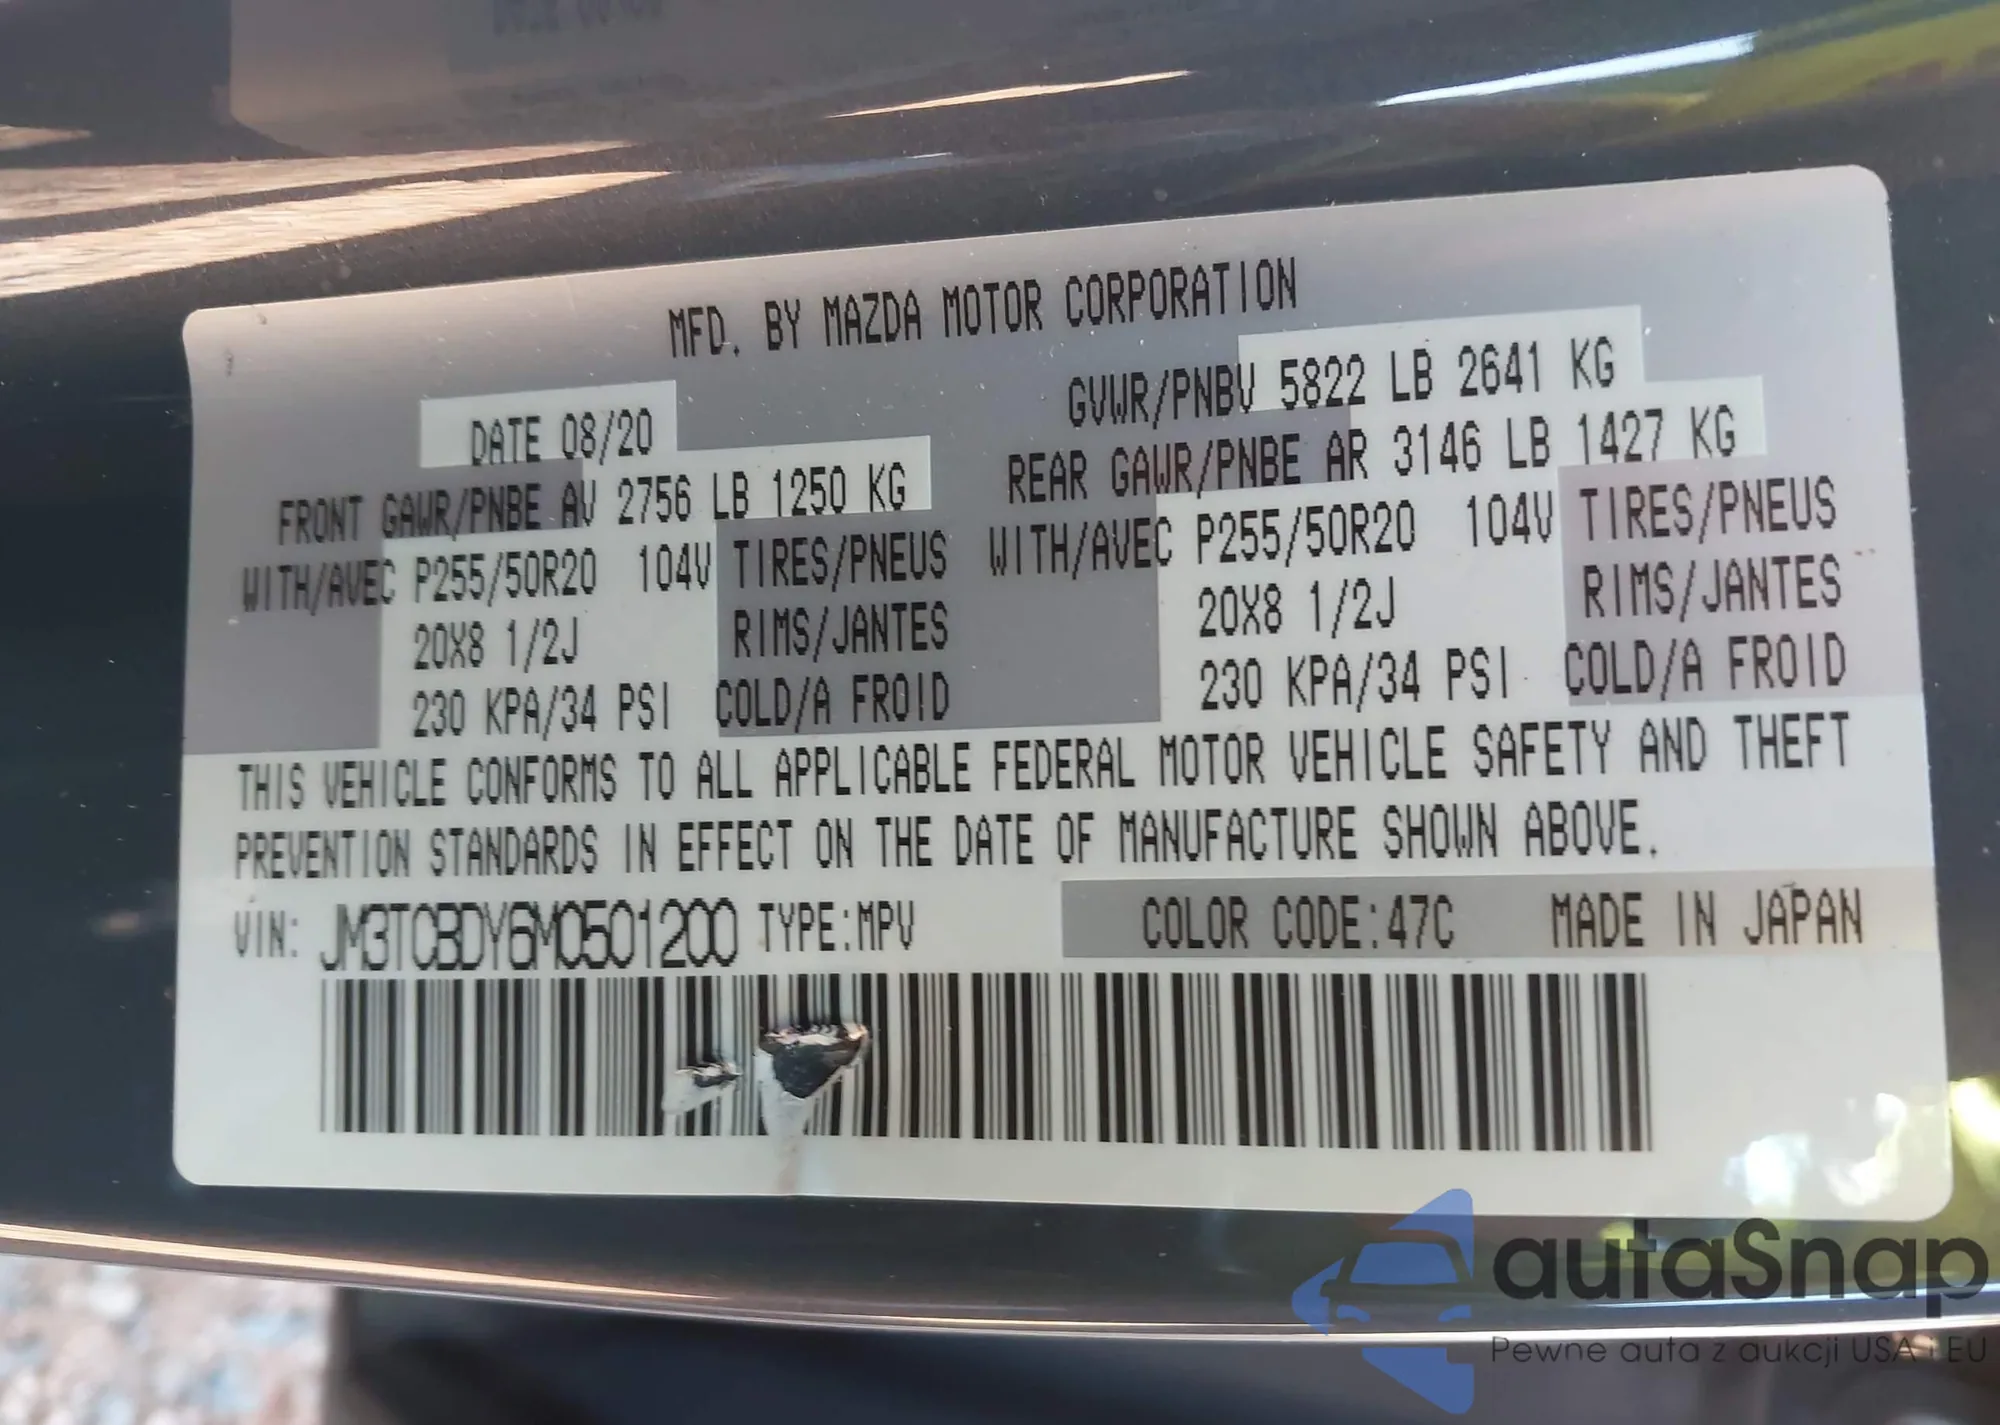 MFD. BY MAZDA MOTOR CORPORATION
DATE 08/20
GVWR/PNBV 5822 LB 2641 KG
FRONT GAWR/PNBE AV 2756 LB 1250 KG
REAR GAWR/PNBE AR 3146 LB 1427 KG
WITH/AVEC P255/50R20 104V TIRES/PNEUS
WITH/AVEC P255/50R20 104V TIRES/PNEUS
20X8 1/2J RIMS/JANTES
20X8 1/2J RIMS/JANTES
230 KPA/34 PSI COLD/A FROID
230 KPA/34 PSI COLD/A FROID
THIS VEHICLE CONFORMS TO ALL APPLICABLE FEDERAL MOTOR VEHICLE SAFETY AND THEFT
PREVENTION STANDARDS IN EFFECT ON THE DATE OF MANUFACTURE SHOWN ABOVE.
VIN: JM3TCBDY6M0501200 TYPE:MPV COLOR CODE:47C MADE IN JAPAN
autaSnap
Pewne auta z aukcji USA i EU